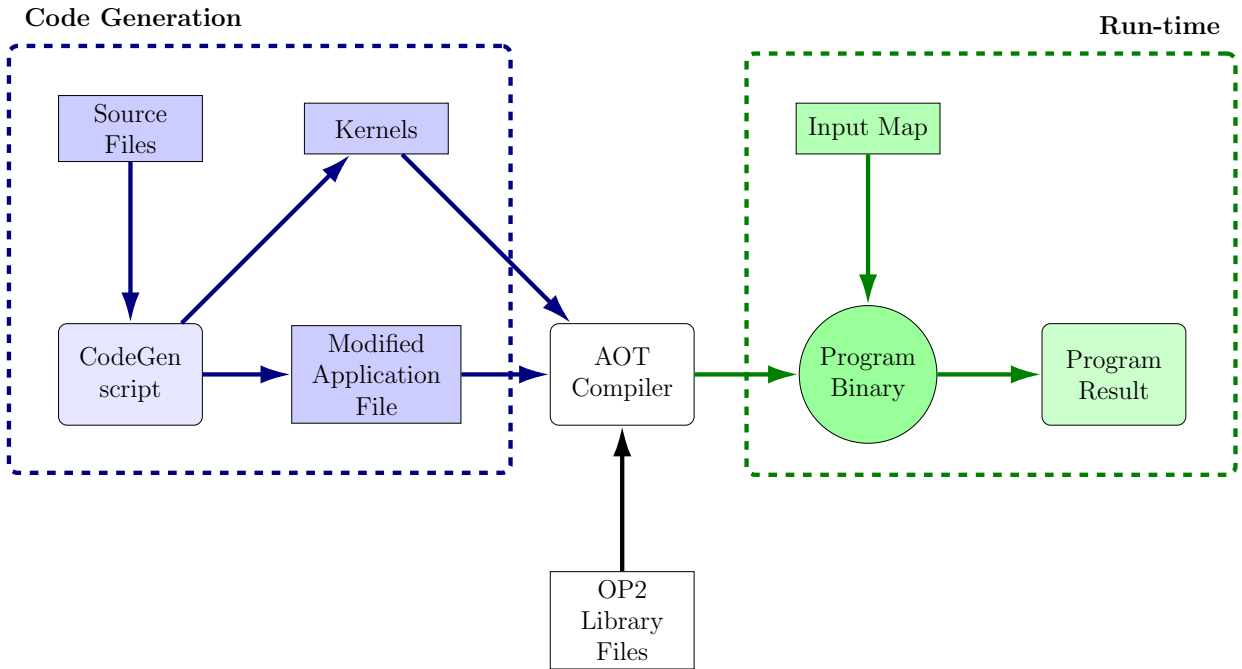 Code Generation
Run-time
Source
Files
Kernels
Input Map
CodeGen
script
Modified
Application
File
AOT
Compiler
Program
Binary
Program
Result
OP2
Library
Files